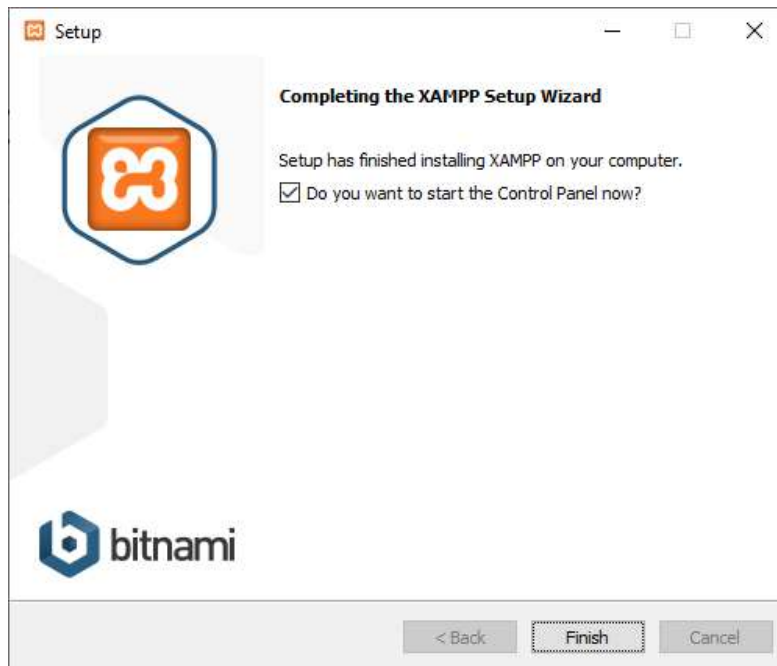 Setup
Completing the XAMPP Setup Wizard
Setup has finished installing XAMPP on your computer.
Do you want to start the Control Panel now?
bitnami
< Back
Finish
Cancel